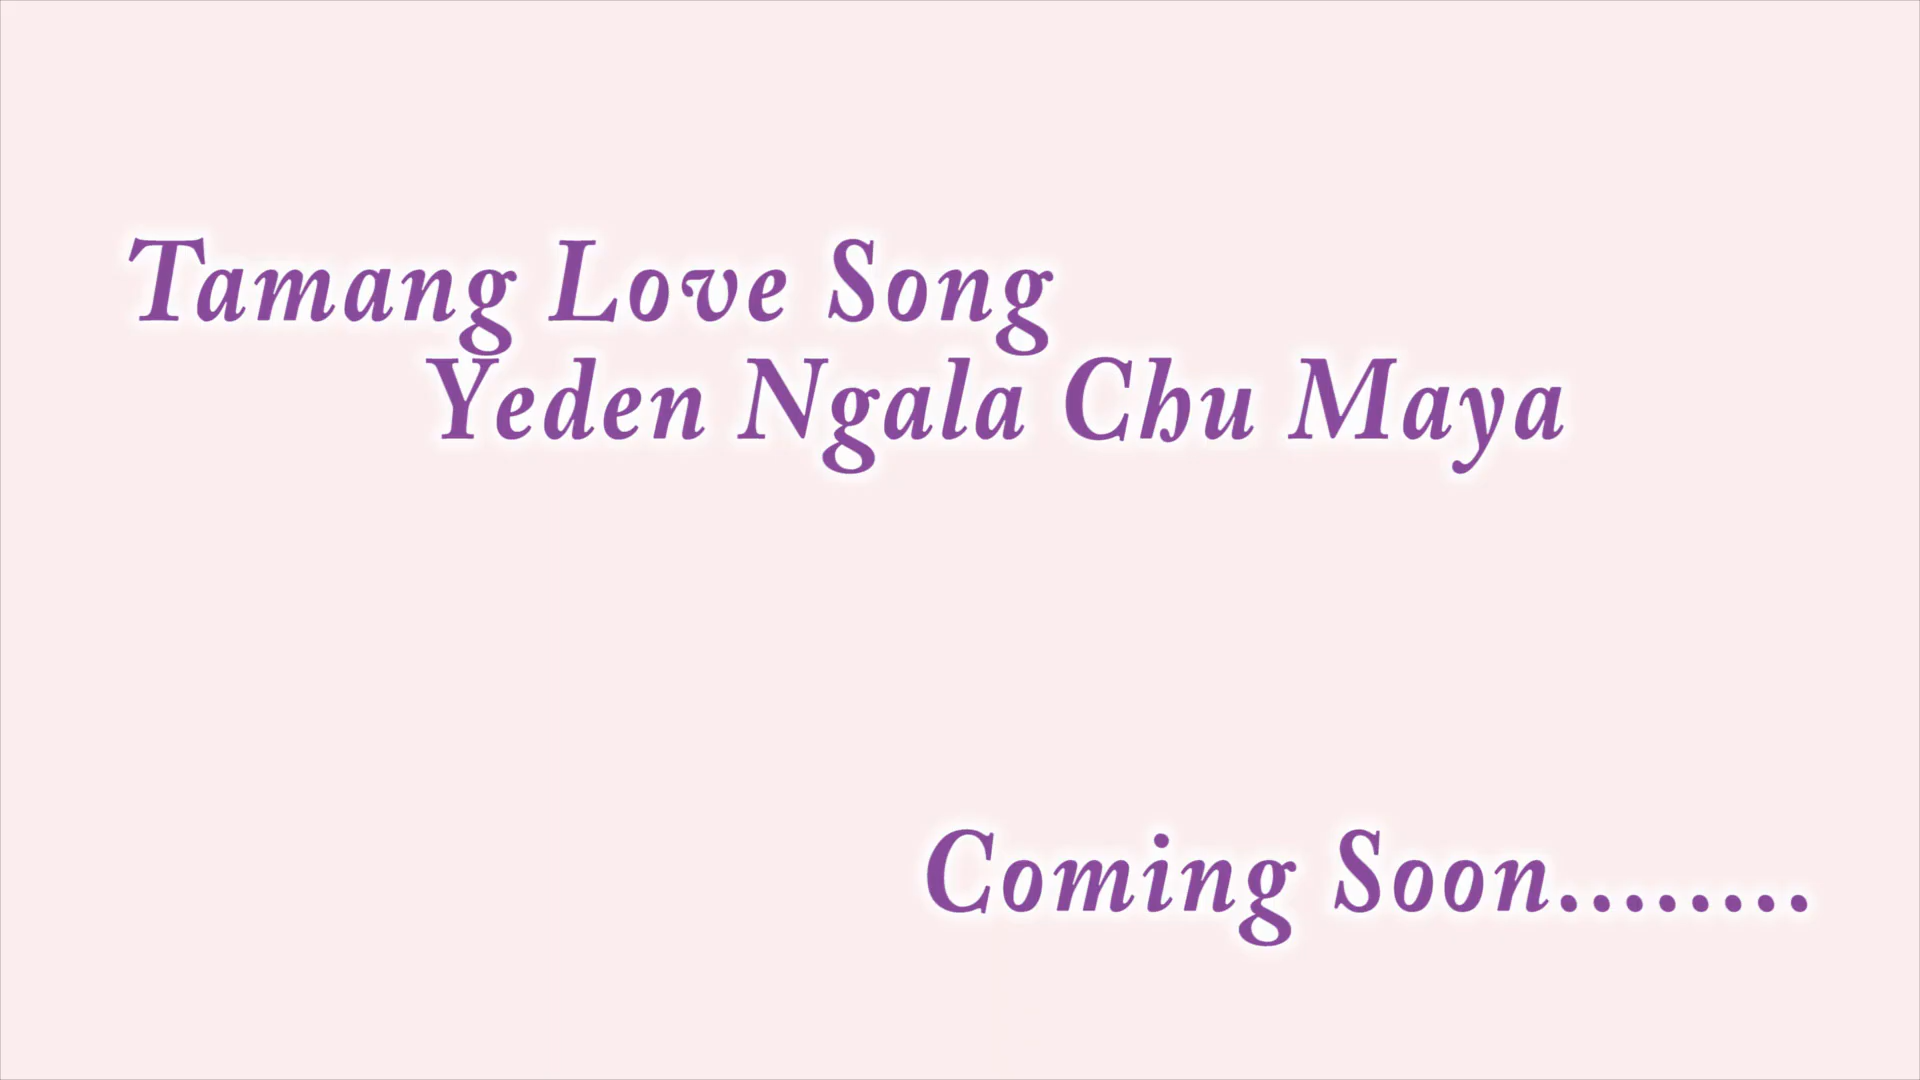 Tamang Love Song
Yeden Ngala Chu Maya
Coming Soon........